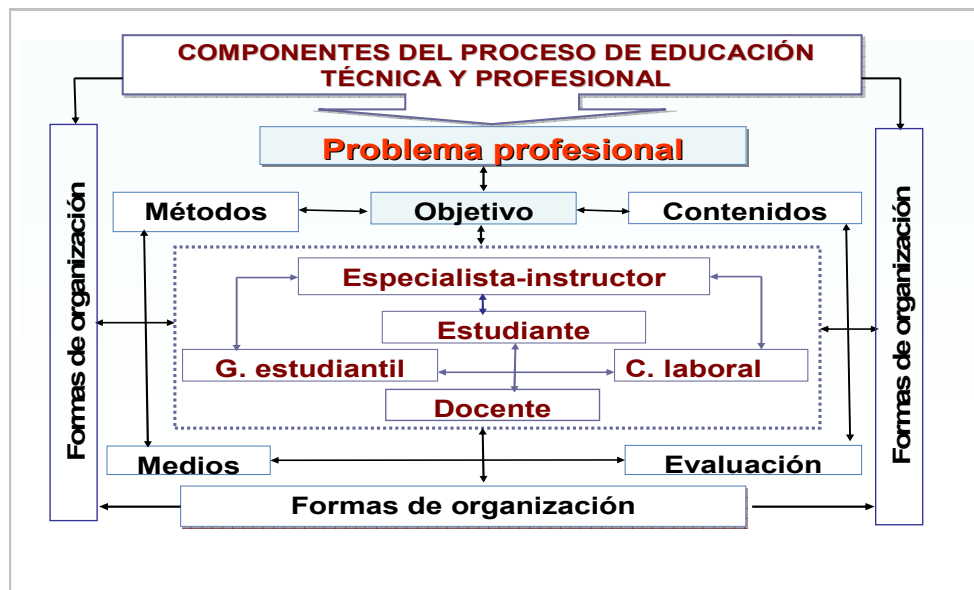 COMPONENTES DEL PROCESO DE EDUCACIÓN
TÉCNICA Y PROFESIONAL
Problema profesional
Métodos
Objetivo
Contenidos
Formas de organización
Formas de organización
Especialista-instructor
Estudiante
G. estudiantil
C. laboral
Docente
Medios
Evaluación
Formas de organización